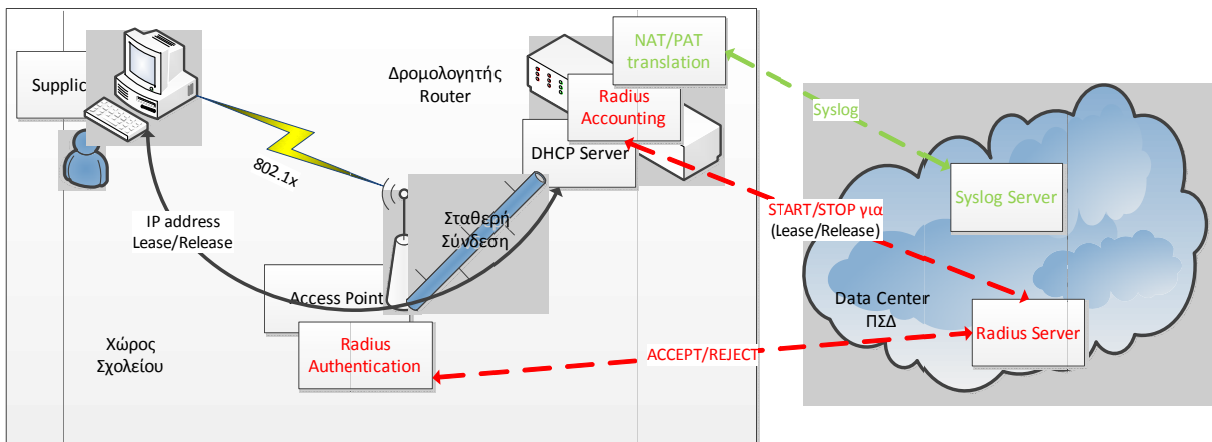 NAT/PAT
translation
Δρομολογητής
Router
Radius
Accounting
DHCP Server
Syslog
Syslog Server
802.1x
IP address
Lease/Release
Σταθερή
Σύνδεση
START/STOP για
(Lease/Release)
Access Point
Data Center
ΠΣΔ
Radius Server
Χώρος
Σχολείου
Radius
Authentication
ACCEPT/REJECT